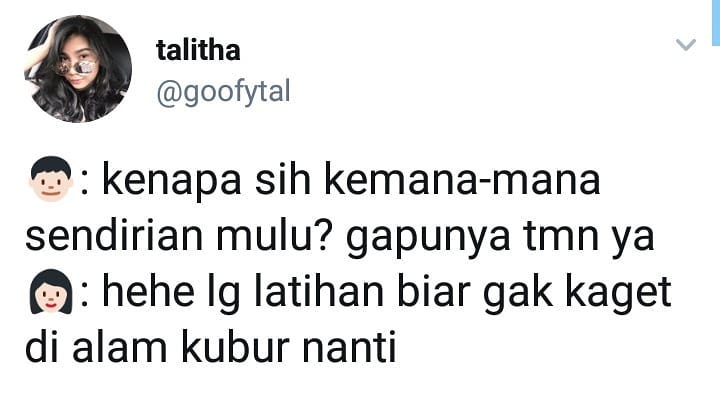 talitha
@goofytal
👦🏻: kenapa sih kemana-mana
sendirian mulu? gapunya tmn ya
👩🏻: hehe lg latihan biar gak kaget
di alam kubur nanti